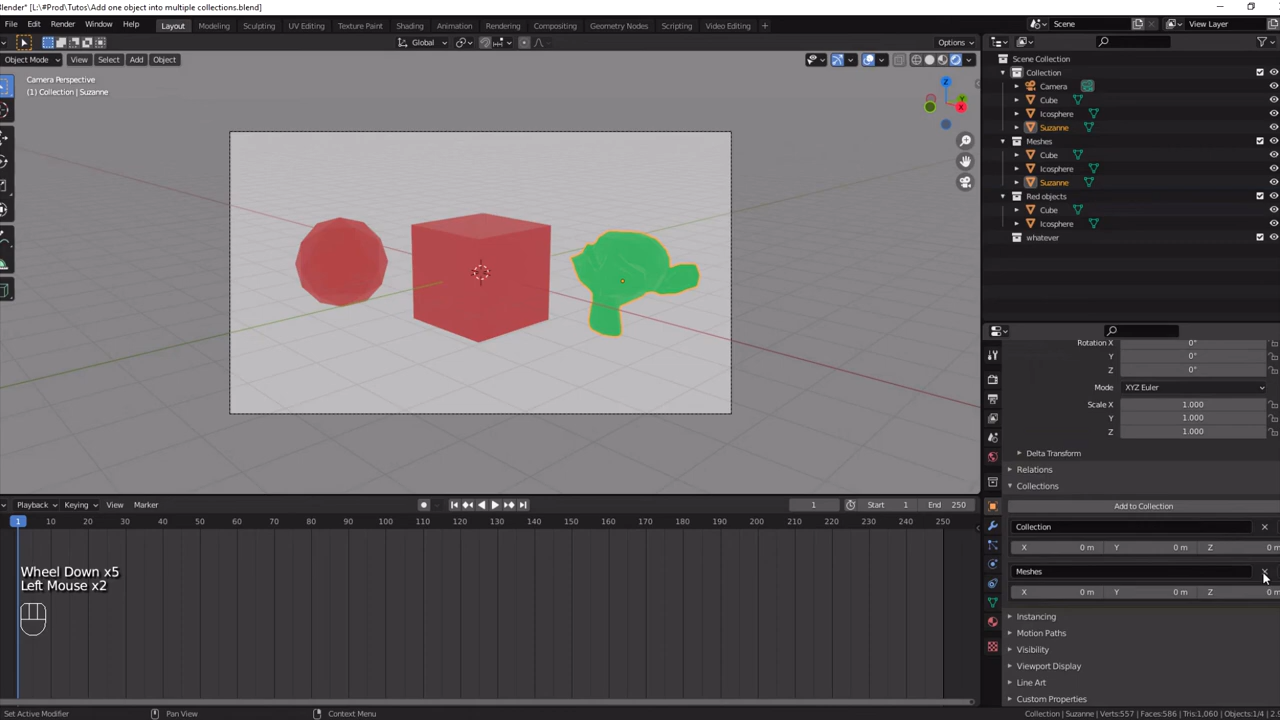 Blender* [L:\#Prod\Tutos\Add one object into multiple collections.blend]
File Edit Render Window Help Layout Modeling Sculpting UV Editing Texture Paint Shading Animation Rendering Compositing Geometry Nodes Scripting Video Editing + Scene View Layer
Global Options
Object Mode View Select Add Object
Camera Perspective
(1) Collection | Suzanne
Z
Y
X
Scene Collection
Collection
Camera
Cube
Icosphere
Suzanne
Meshes
Cube
Icosphere
Suzanne
Red objects
Cube
Icosphere
whatever
Rotation X 0°
Y 0°
Z 0°
Mode XYZ Euler
Scale X 1.000
Y 1.000
Z 1.000
Delta Transform
Relations
Collections
Add to Collection
Collection
X 0 m Y 0 m Z 0 m
Meshes
X 0 m Y 0 m Z 0 m
Instancing
Motion Paths
Visibility
Viewport Display
Line Art
Custom Properties
Playback Keying View Marker 1 Start 1 End 250
1 10 20 30 40 50 60 70 80 90 100 110 120 130 140 150 160 170 180 190 200 210 220 230 240 250
Wheel Down x5
Left Mouse x2
Set Active Modifier Pan View Context Menu Collection | Suzanne | Verts:557 | Faces:586 | Tris:1,060 | Objects:1/4